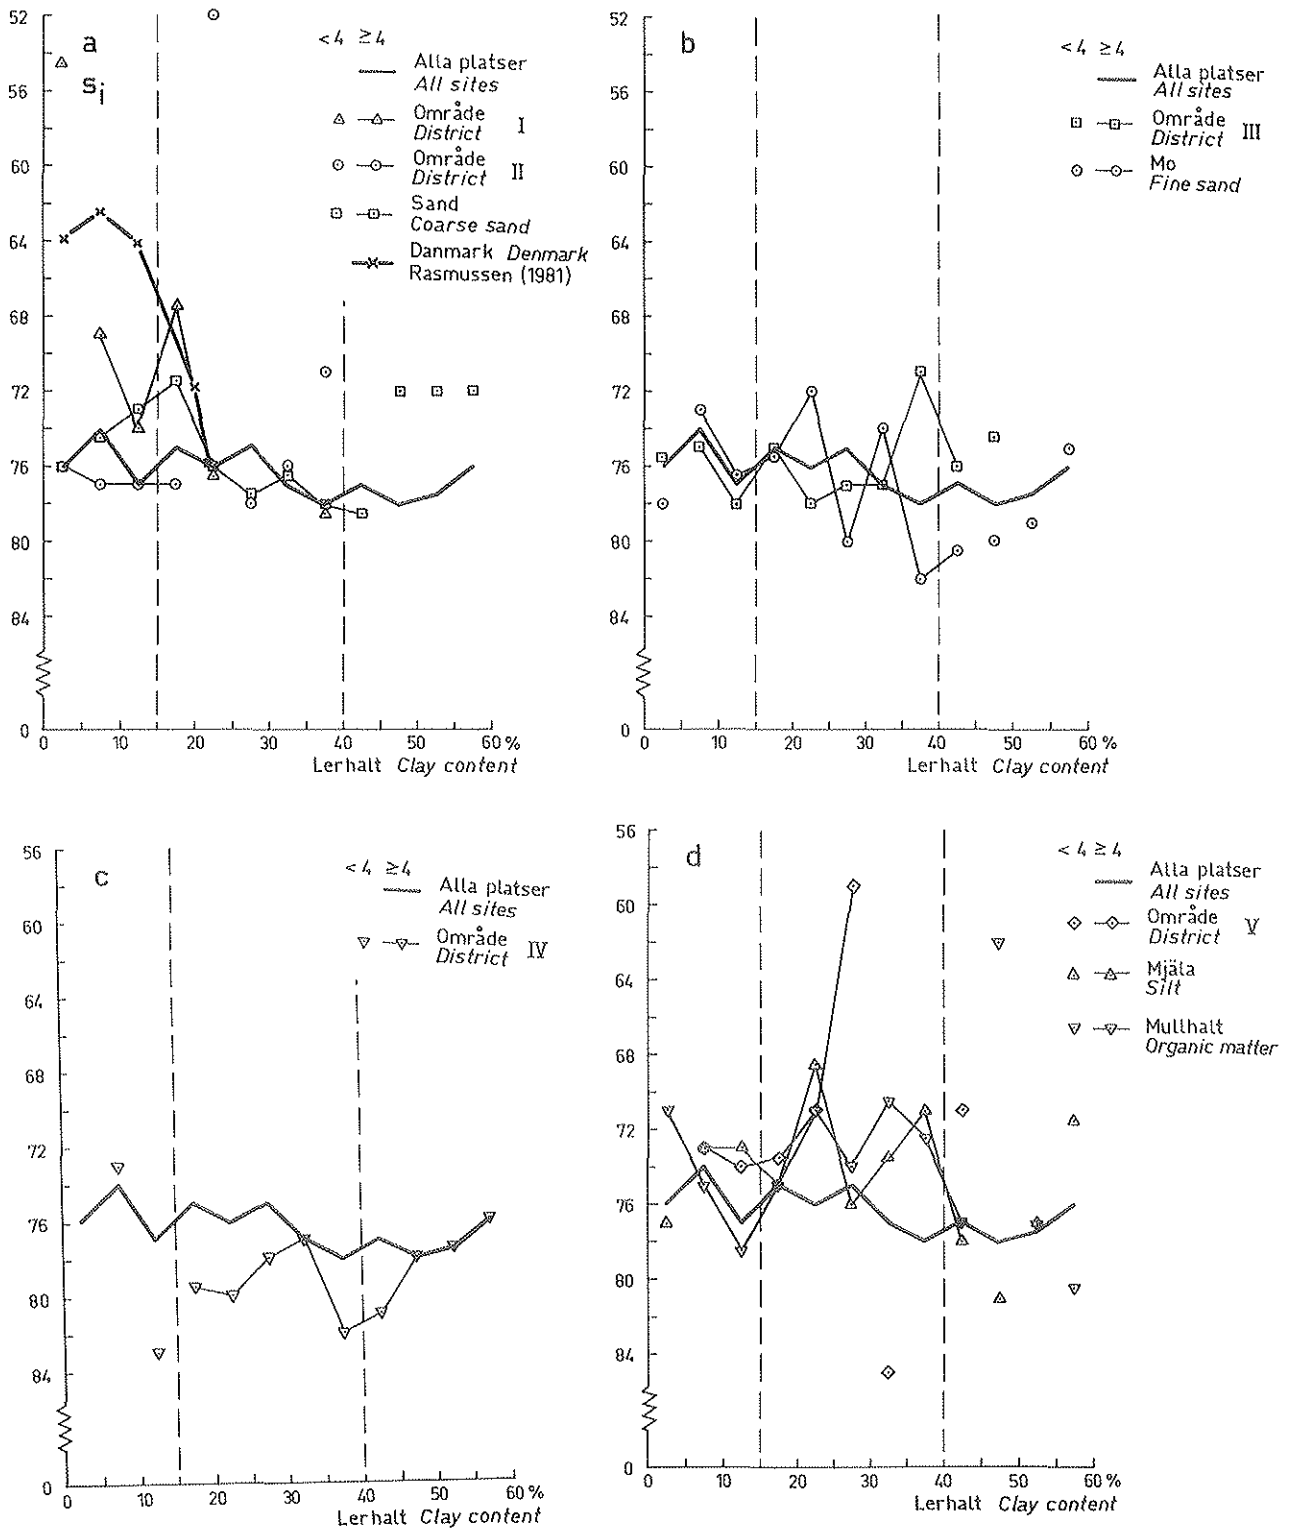 a
s_i
52
56
60
64
68
72
76
80
84
0
<4 ≥4
Alla platser
All sites
Område
District I
Område
District II
Sand
Coarse sand
Danmark Denmark
Rasmussen (1981)
0 10 20 30 40 50 60 %
Lerhalt Clay content
b
52
56
60
64
68
72
76
80
84
0
<4 ≥4
Alla platser
All sites
Område
District III
Mo
Fine sand
0 10 20 30 40 50 60 %
Lerhalt Clay content
c
56
60
64
68
72
76
80
84
0
<4 ≥4
Alla platser
All sites
Område
District IV
0 10 20 30 40 50 60 %
Lerhalt Clay content
d
56
60
64
68
72
76
80
84
0
<4 ≥4
Alla platser
All sites
Område
District V
Mjäla
Silt
Mullhalt
Organic matter
0 10 20 30 40 50 60 %
Lerhalt Clay content